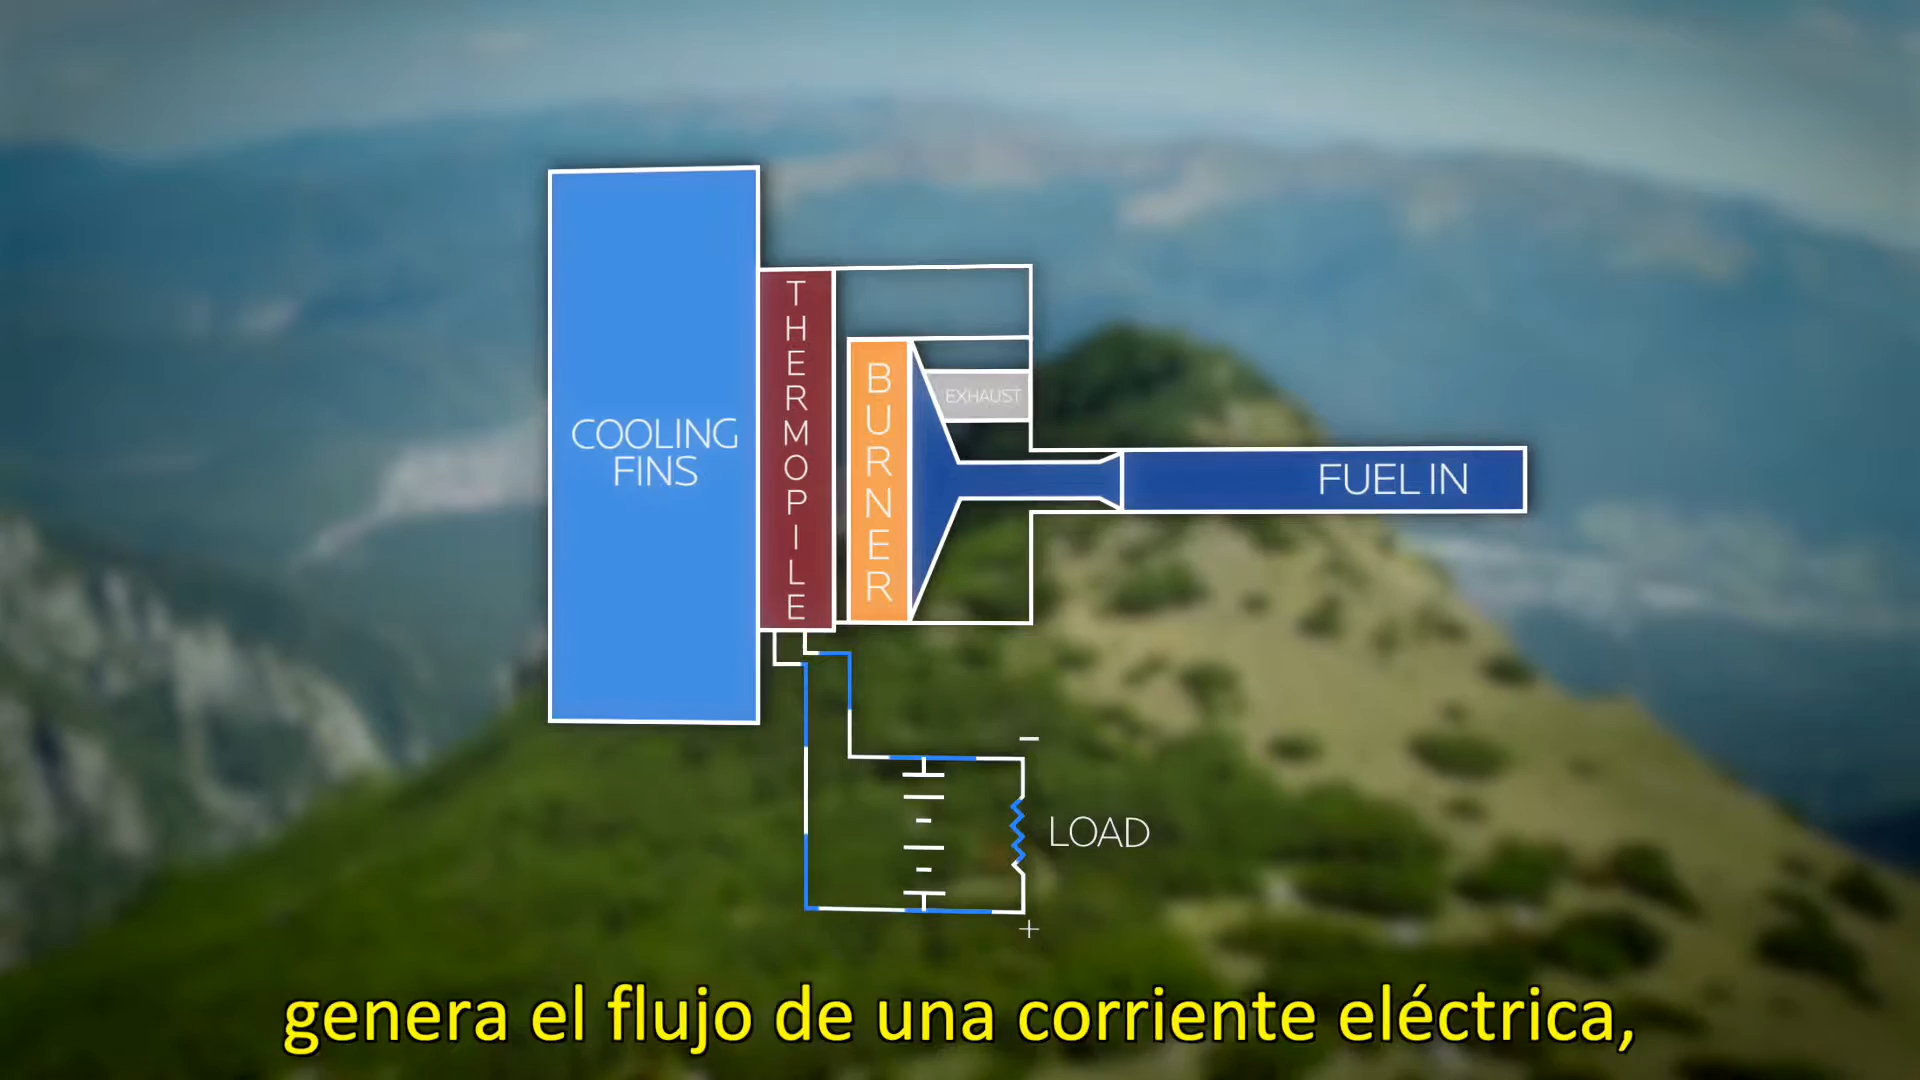 COOLING
FINS
THERMOPILE
BURNER
EXHAUST
FUEL IN
−
LOAD
+
genera el flujo de una corriente eléctrica,